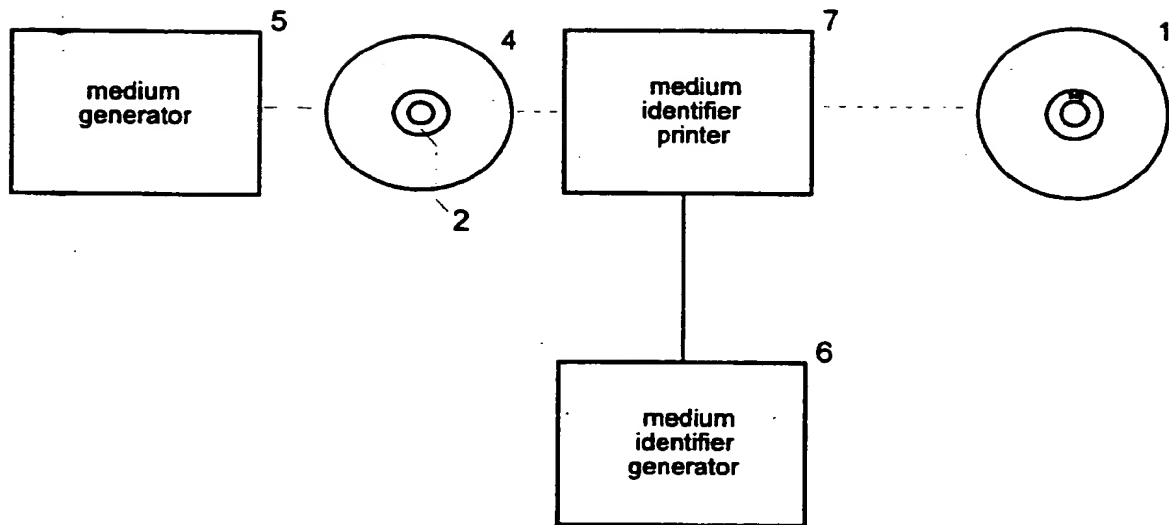 5
medium
generator
4
2
7
medium
identifier
printer
1
6
medium
identifier
generator